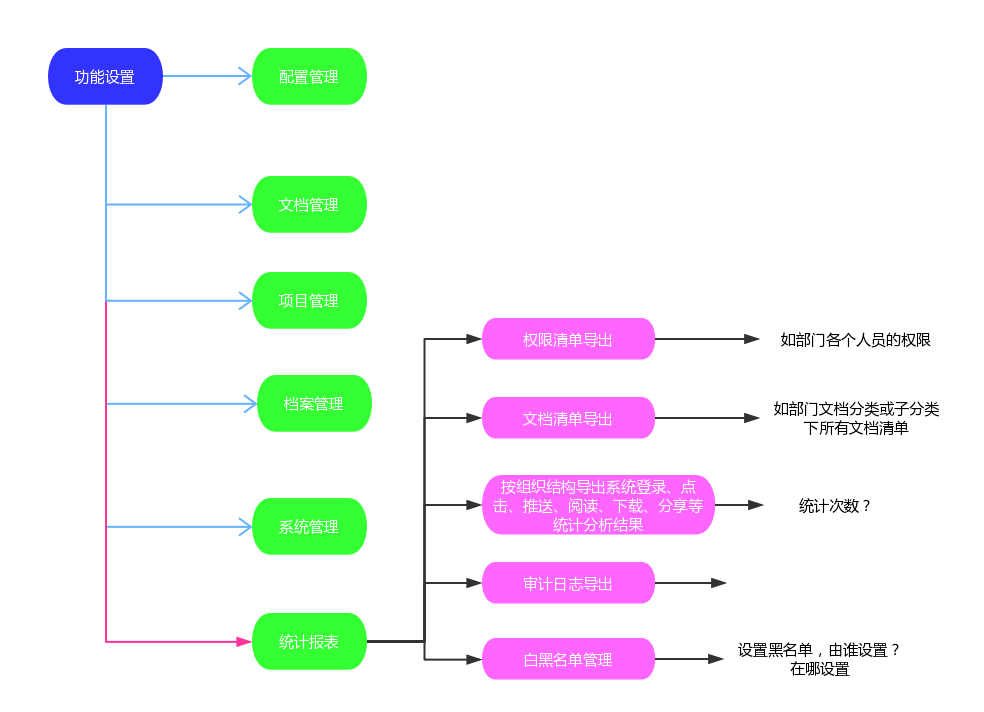 功能设置
配置管理
文档管理
项目管理
权限清单导出
如部门各个人员的权限
档案管理
文档清单导出
如部门文档分类或子分类
下所有文档清单
按组织结构导出系统登录、点
击、推送、阅读、下载、分享等
统计分析结果
统计次数？
系统管理
审计日志导出
统计报表
白黑名单管理
设置黑名单，由谁设置？
在哪设置